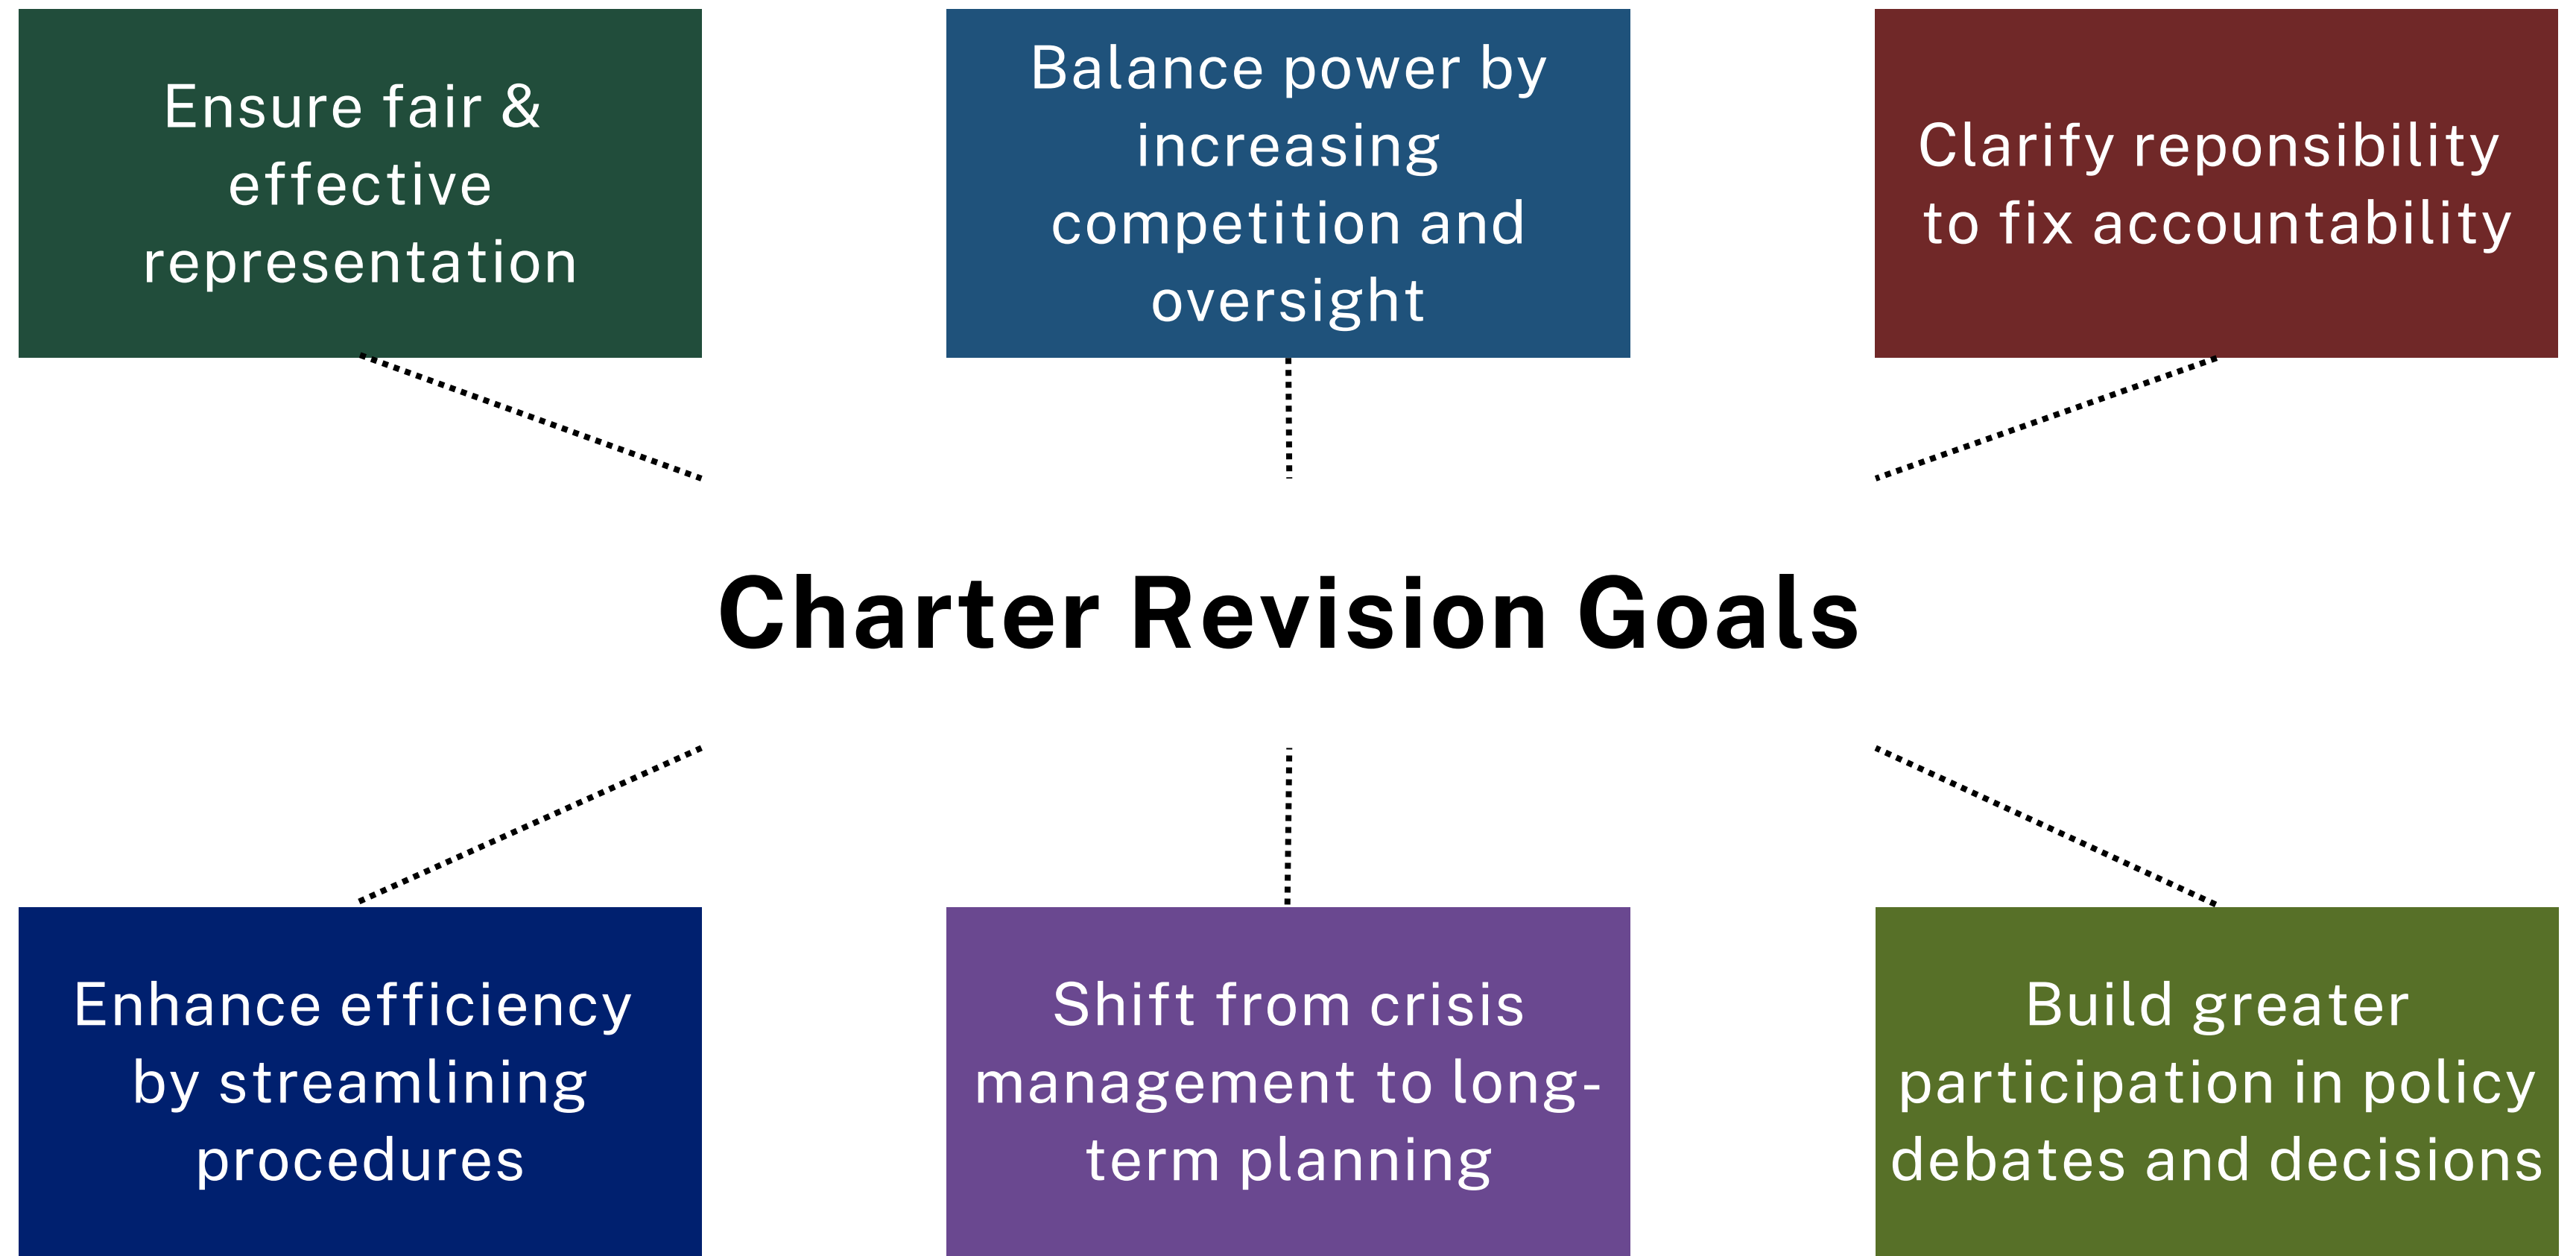 Ensure fair &
effective
representation
Balance power by
increasing
competition and
oversight
Clarify reponsibility
to fix accountability
Charter Revision Goals
Enhance efficiency
by streamlining
procedures
Shift from crisis
management to long-
term planning
Build greater
participation in policy
debates and decisions